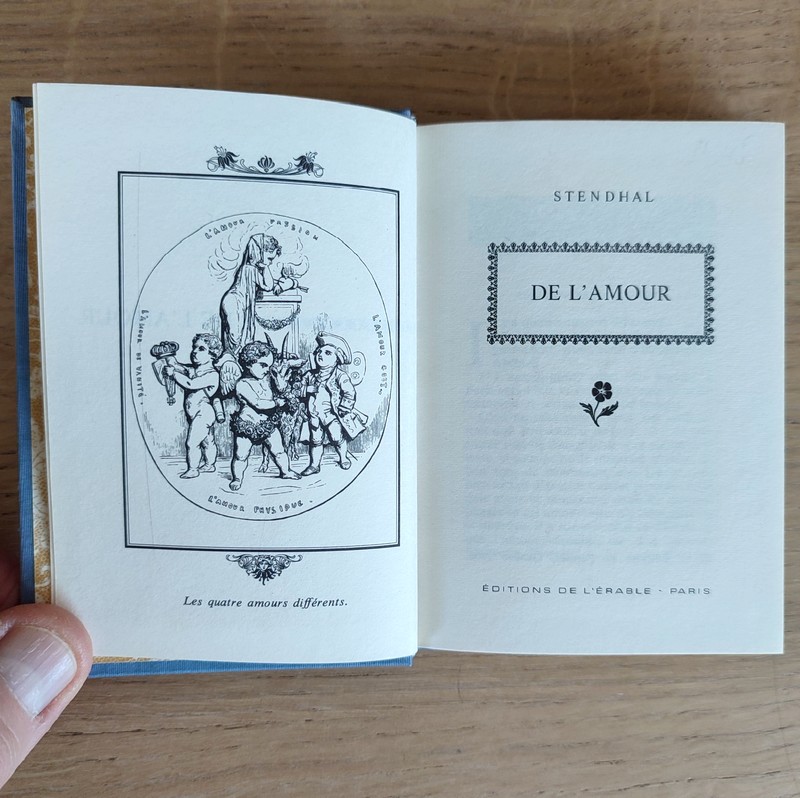 L'AMOUR PASSION
L'AMOUR DE VANITÉ.
L'AMOUR GOUT.
L'AMOUR PHYSIQUE.
Les quatre amours différents.
STENDHAL
DE L'AMOUR
ÉDITIONS DE L'ÉRABLE - PARIS